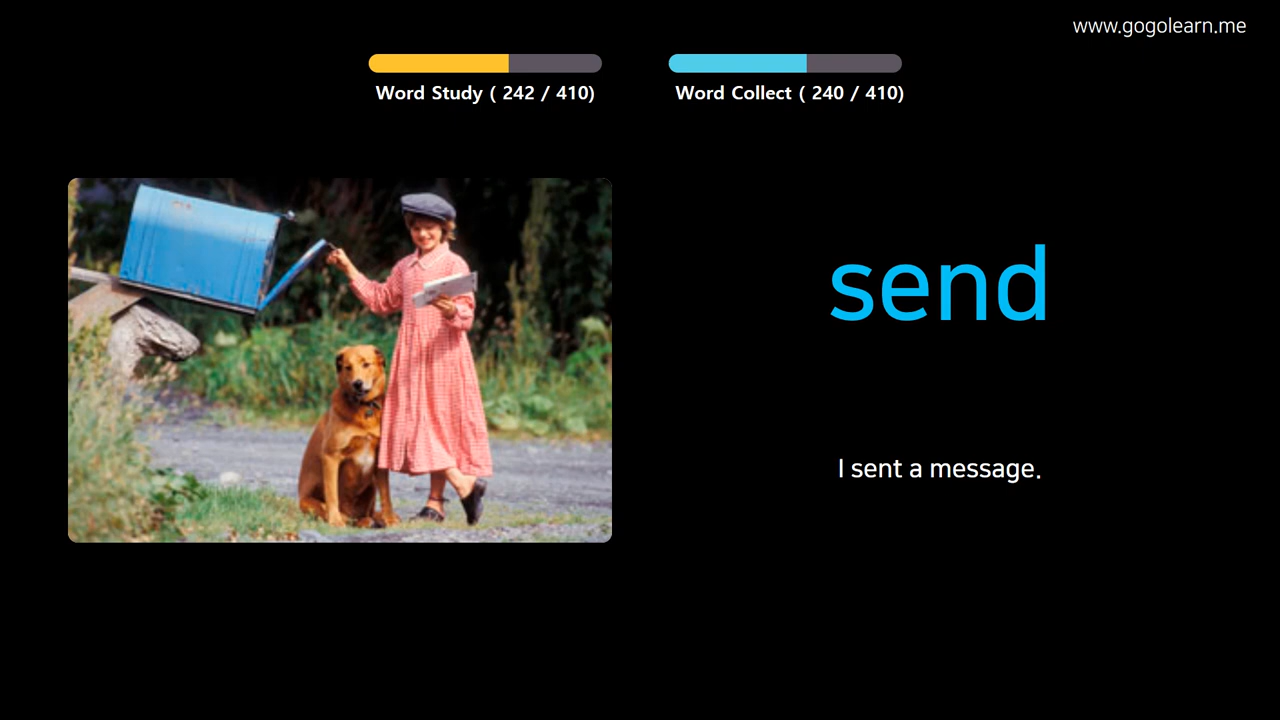 www.gogolearn.me
Word Study ( 242 / 410)
Word Collect ( 240 / 410)
send
I sent a message.